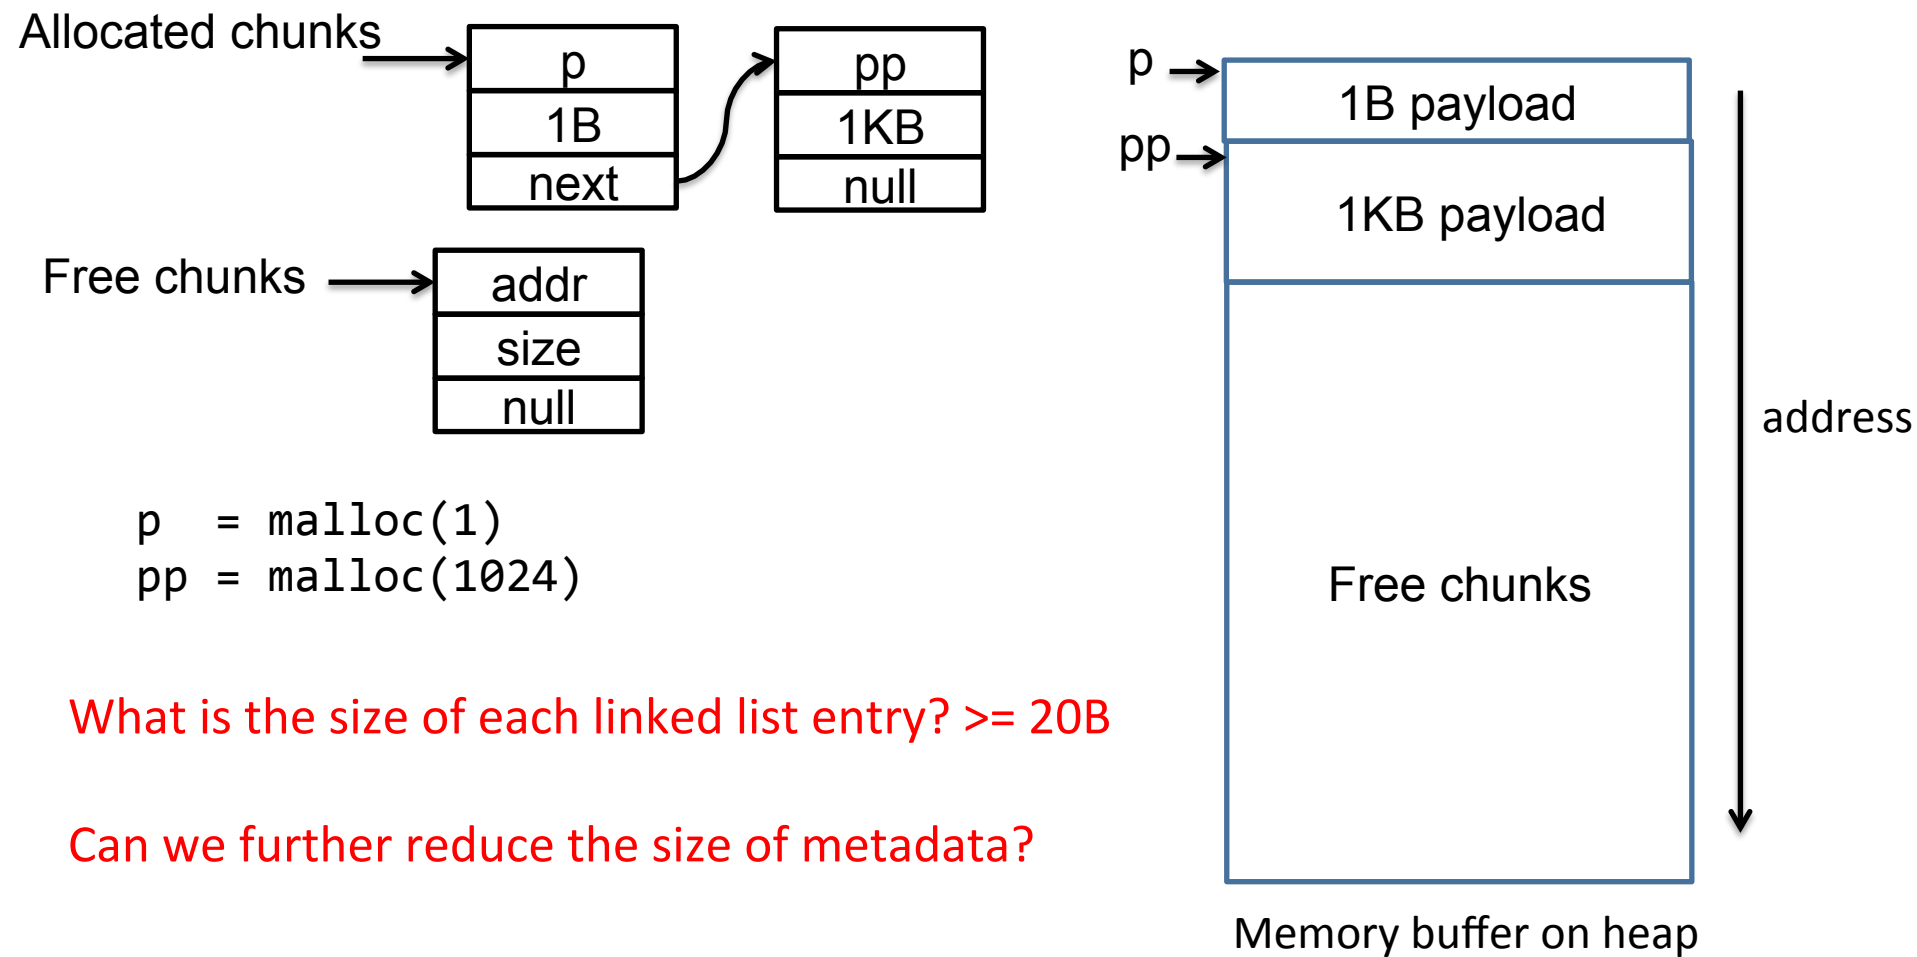 Allocated chunks
p
1B
next
pp
1KB
null
Free chunks
addr
size
null
p = malloc(1)
pp = malloc(1024)
What is the size of each linked list entry? >= 20B
Can we further reduce the size of metadata?
p
1B payload
pp
1KB payload
Free chunks
address
Memory buffer on heap